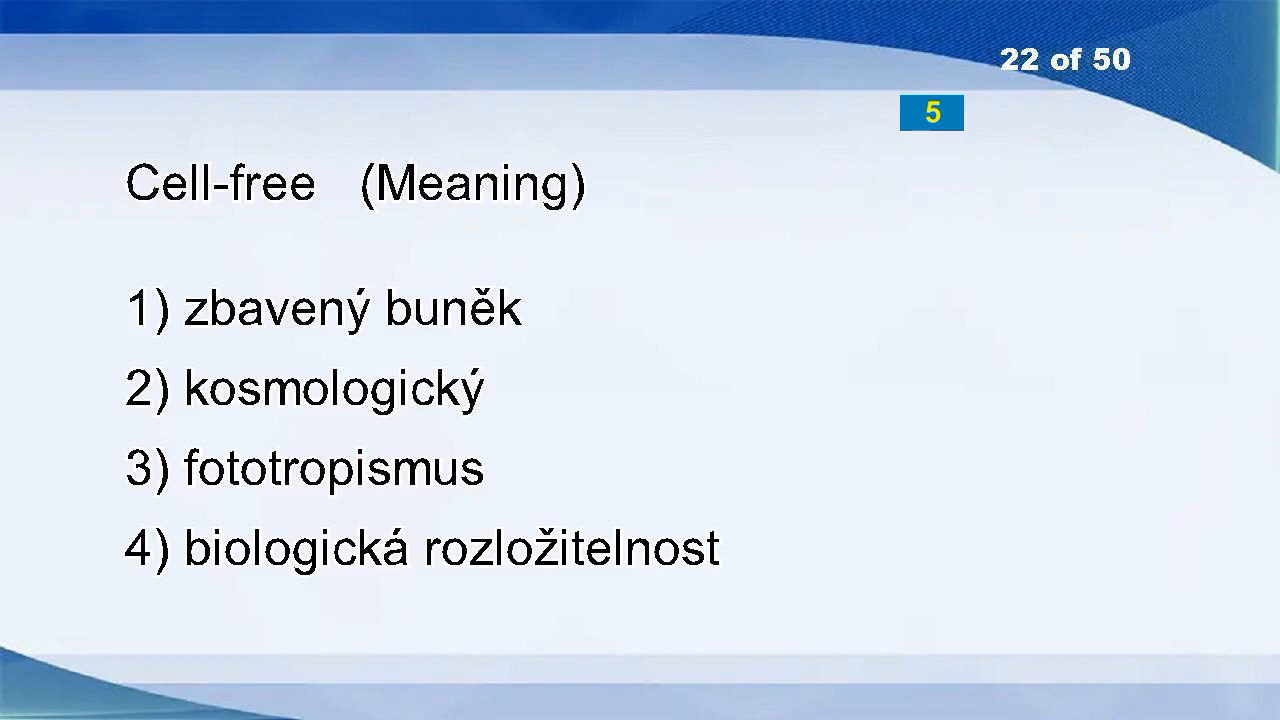 22 of 50
5
Cell-free (Meaning)
1) zbavený buněk
2) kosmologický
3) fototropismus
4) biologická rozložitelnost